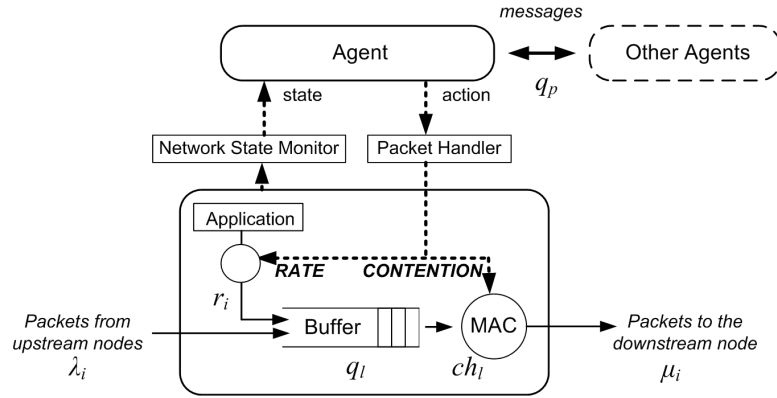 messages
Agent
Other Agents
q_p
state
action
Network State Monitor
Packet Handler
Application
RATE
CONTENTION
r_i
Packets from
upstream nodes
λ_i
Buffer
MAC
q_l
ch_l
Packets to the
downstream node
μ_i